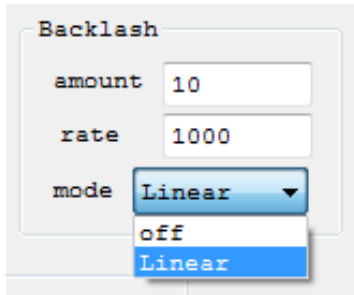 Backlash
amount 10
rate 1000
mode Linear
off
Linear